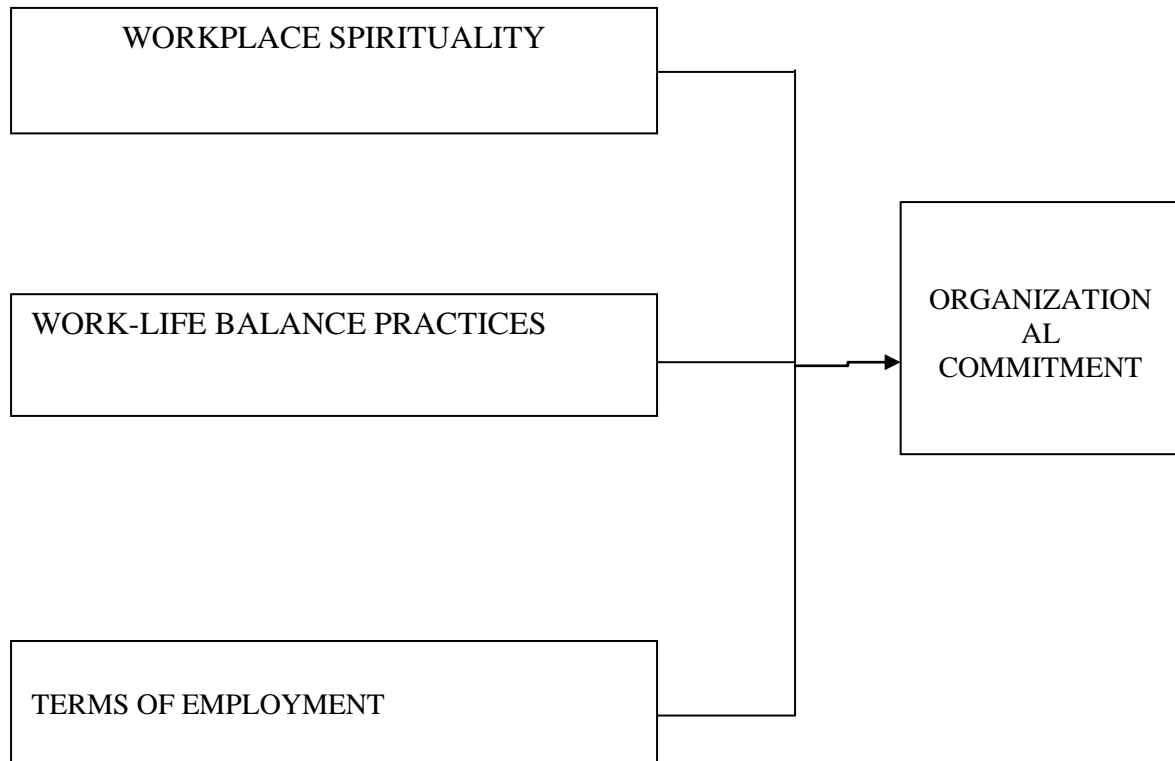 WORKPLACE SPIRITUALITY
WORK-LIFE BALANCE PRACTICES
ORGANIZATION
AL
COMMITMENT
TERMS OF EMPLOYMENT